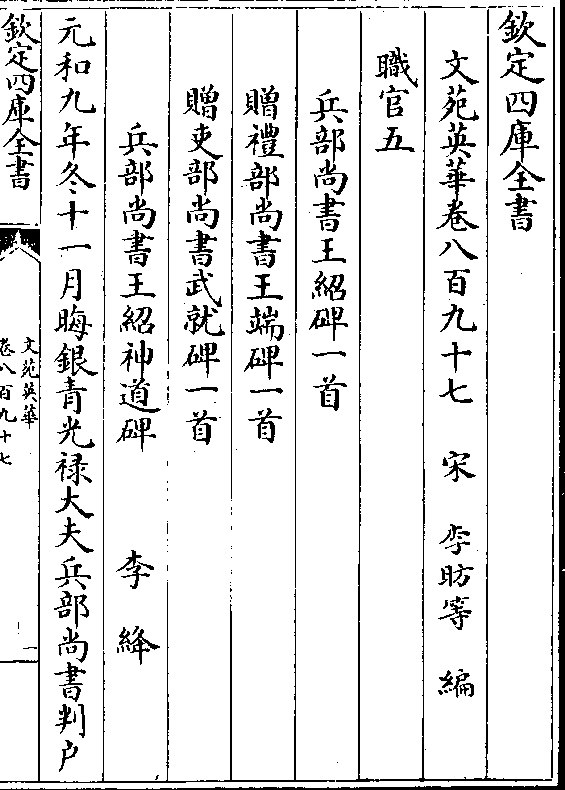 欽定四庫全書
文苑英華卷八百九十七 宋 李昉等 編
職官五
兵部尚書王紹碑一首
贈禮部尚書王端碑一首
贈吏部尚書武就碑一首
兵部尚書王紹神道碑 李絳
元和九年冬十一月晦銀青光禄大夫兵部尚書判户
欽定四庫全書
文苑英華
卷八百九十七
一